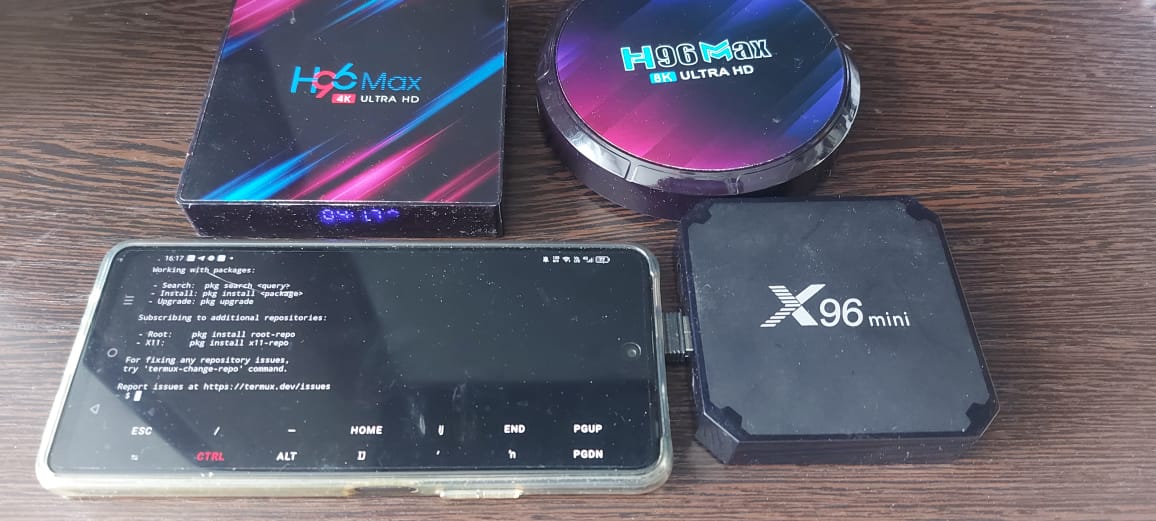 H96 Max
4K ULTRA HD
H96 Max
8K ULTRA HD
X96 mini
16:17
Working with packages:
- Search: pkg search <query>
- Install: pkg install <package>
- Upgrade: pkg upgrade
Subscribing to additional repositories:
- Root: pkg install root-repo
- X11: pkg install x11-repo
For fixing any repository issues,
try 'termux-change-repo' command.
Report issues at https://termux.dev/issues
$
ESC / — HOME END PGUP
CTRL ALT PGDN